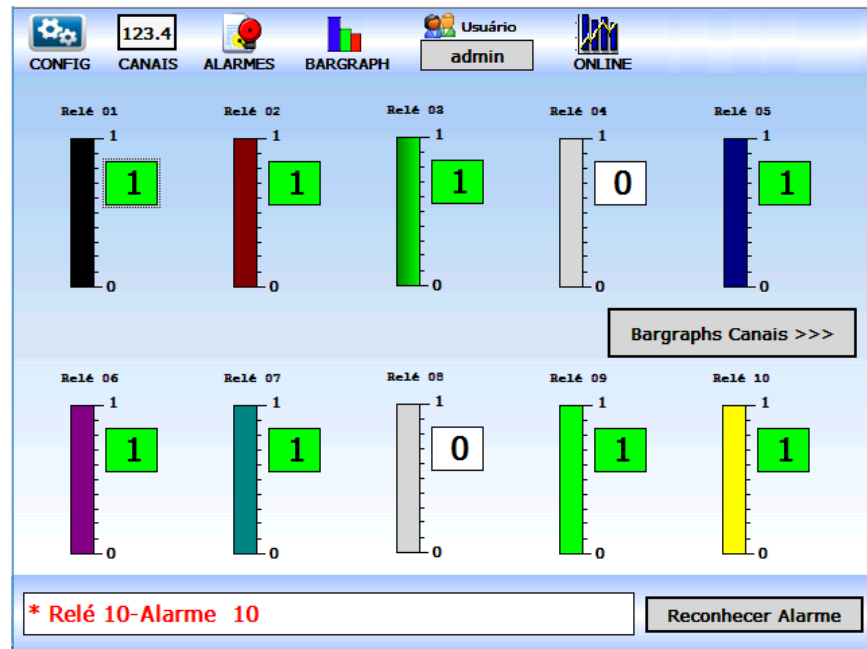 123.4
Usuário
CONFIG CANAIS ALARMES BARGRAPH admin ONLINE
Relé 01 Relé 02 Relé 03 Relé 04 Relé 05
1 1 1 1 1
1 1 1 0 1
0 0 0 0 0
Bargraphs Canais >>>
Relé 06 Relé 07 Relé 08 Relé 09 Relé 10
1 1 1 1 1
1 1 0 1 1
0 0 0 0 0
* Relé 10-Alarme 10
Reconhecer Alarme